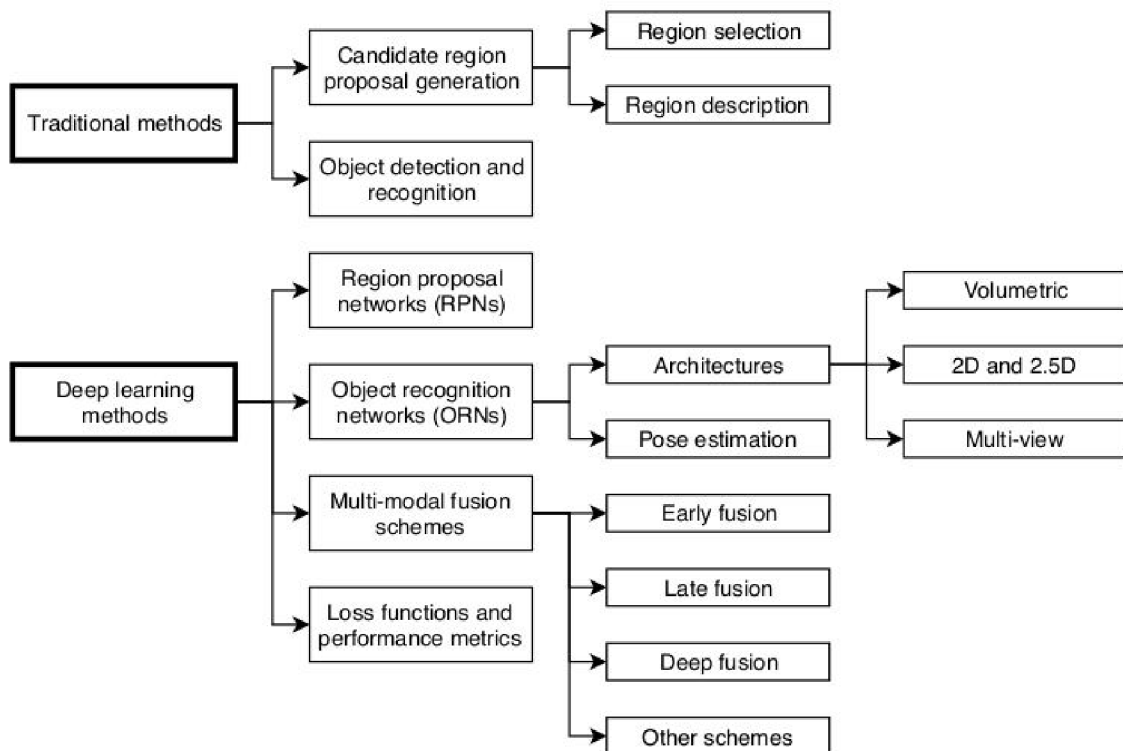 Traditional methods
Candidate region
proposal generation
Region selection
Region description
Object detection and
recognition
Deep learning
methods
Region proposal
networks (RPNs)
Object recognition
networks (ORNs)
Architectures
Volumetric
2D and 2.5D
Multi-view
Pose estimation
Multi-modal fusion
schemes
Early fusion
Late fusion
Deep fusion
Other schemes
Loss functions and
performance metrics